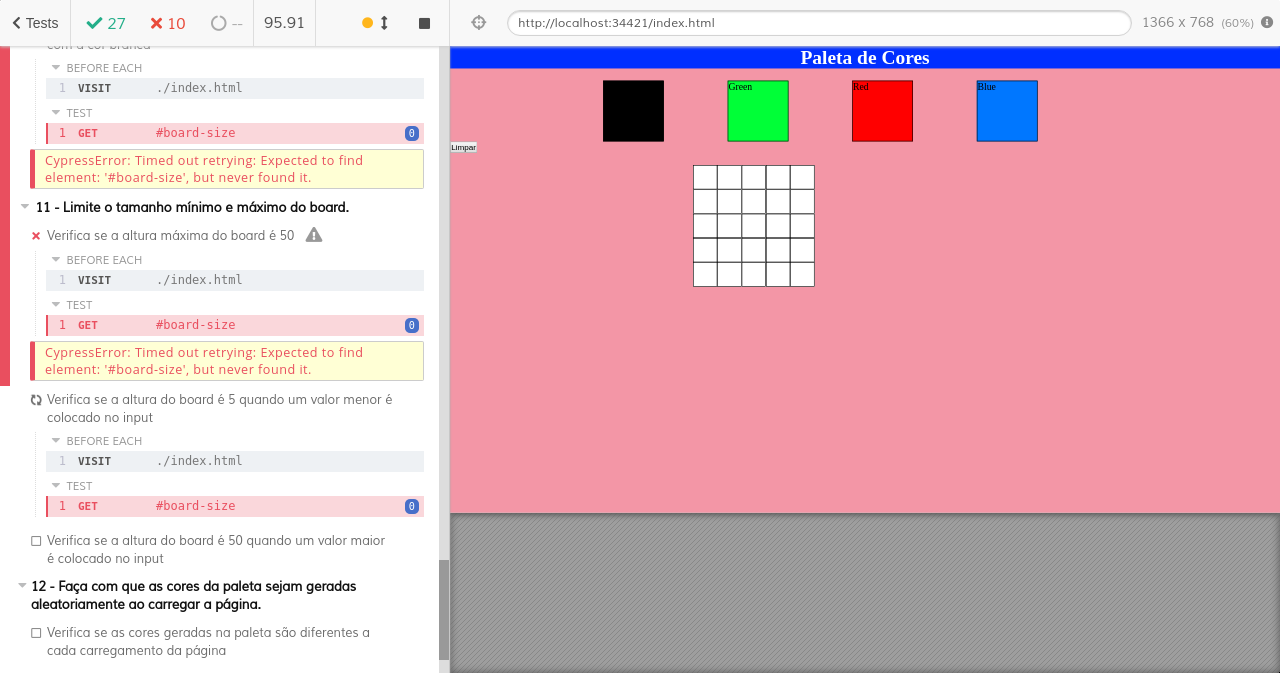 Tests
27
10
--
95.91
com a cor branca
BEFORE EACH
1 VISIT ./index.html
TEST
1 GET #board-size 0
CypressError: Timed out retrying: Expected to find
element: '#board-size', but never found it.
11 - Limite o tamanho mínimo e máximo do board.
Verifica se a altura máxima do board é 50
BEFORE EACH
1 VISIT ./index.html
TEST
1 GET #board-size 0
CypressError: Timed out retrying: Expected to find
element: '#board-size', but never found it.
Verifica se a altura do board é 5 quando um valor menor é
colocado no input
BEFORE EACH
1 VISIT ./index.html
TEST
1 GET #board-size 0
Verifica se a altura do board é 50 quando um valor maior
é colocado no input
12 - Faça com que as cores da paleta sejam geradas
aleatoriamente ao carregar a página.
Verifica se as cores geradas na paleta são diferentes a
cada carregamento da página
http://localhost:34421/index.html
1366 x 768 (60%)
Paleta de Cores
Green
Red
Blue
Limpar